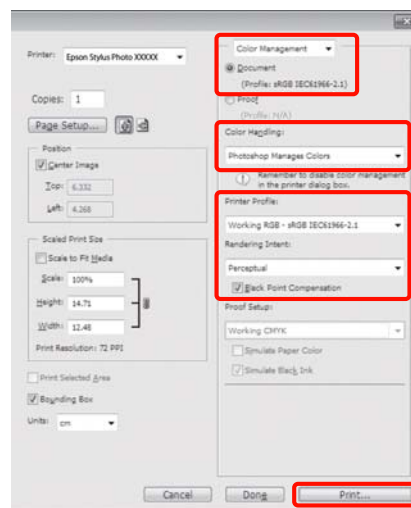 Printer: Epson Stylus Photo XXXXX
Copies: 1
Page Setup...
Position
Center Image
Top: 6.332
Left: 4.268
Scaled Print Size
Scale to Fit Media
Scale: 100%
Height: 14.71
Width: 12.48
Print Resolution: 72 PPI
Print Selected Area
Bounding Box
Units: cm
Color Management
Document
(Profile: sRGB IEC61966-2.1)
Proof
(Profile: N/A)
Color Handling:
Photoshop Manages Colors
Remember to disable color management
in the printer dialog box.
Printer Profile:
Working RGB - sRGB IEC61966-2.1
Rendering Intent:
Perceptual
Black Point Compensation
Proof Setup:
Working CMYK
Simulate Paper Color
Simulate Black Ink
Cancel
Done
Print...